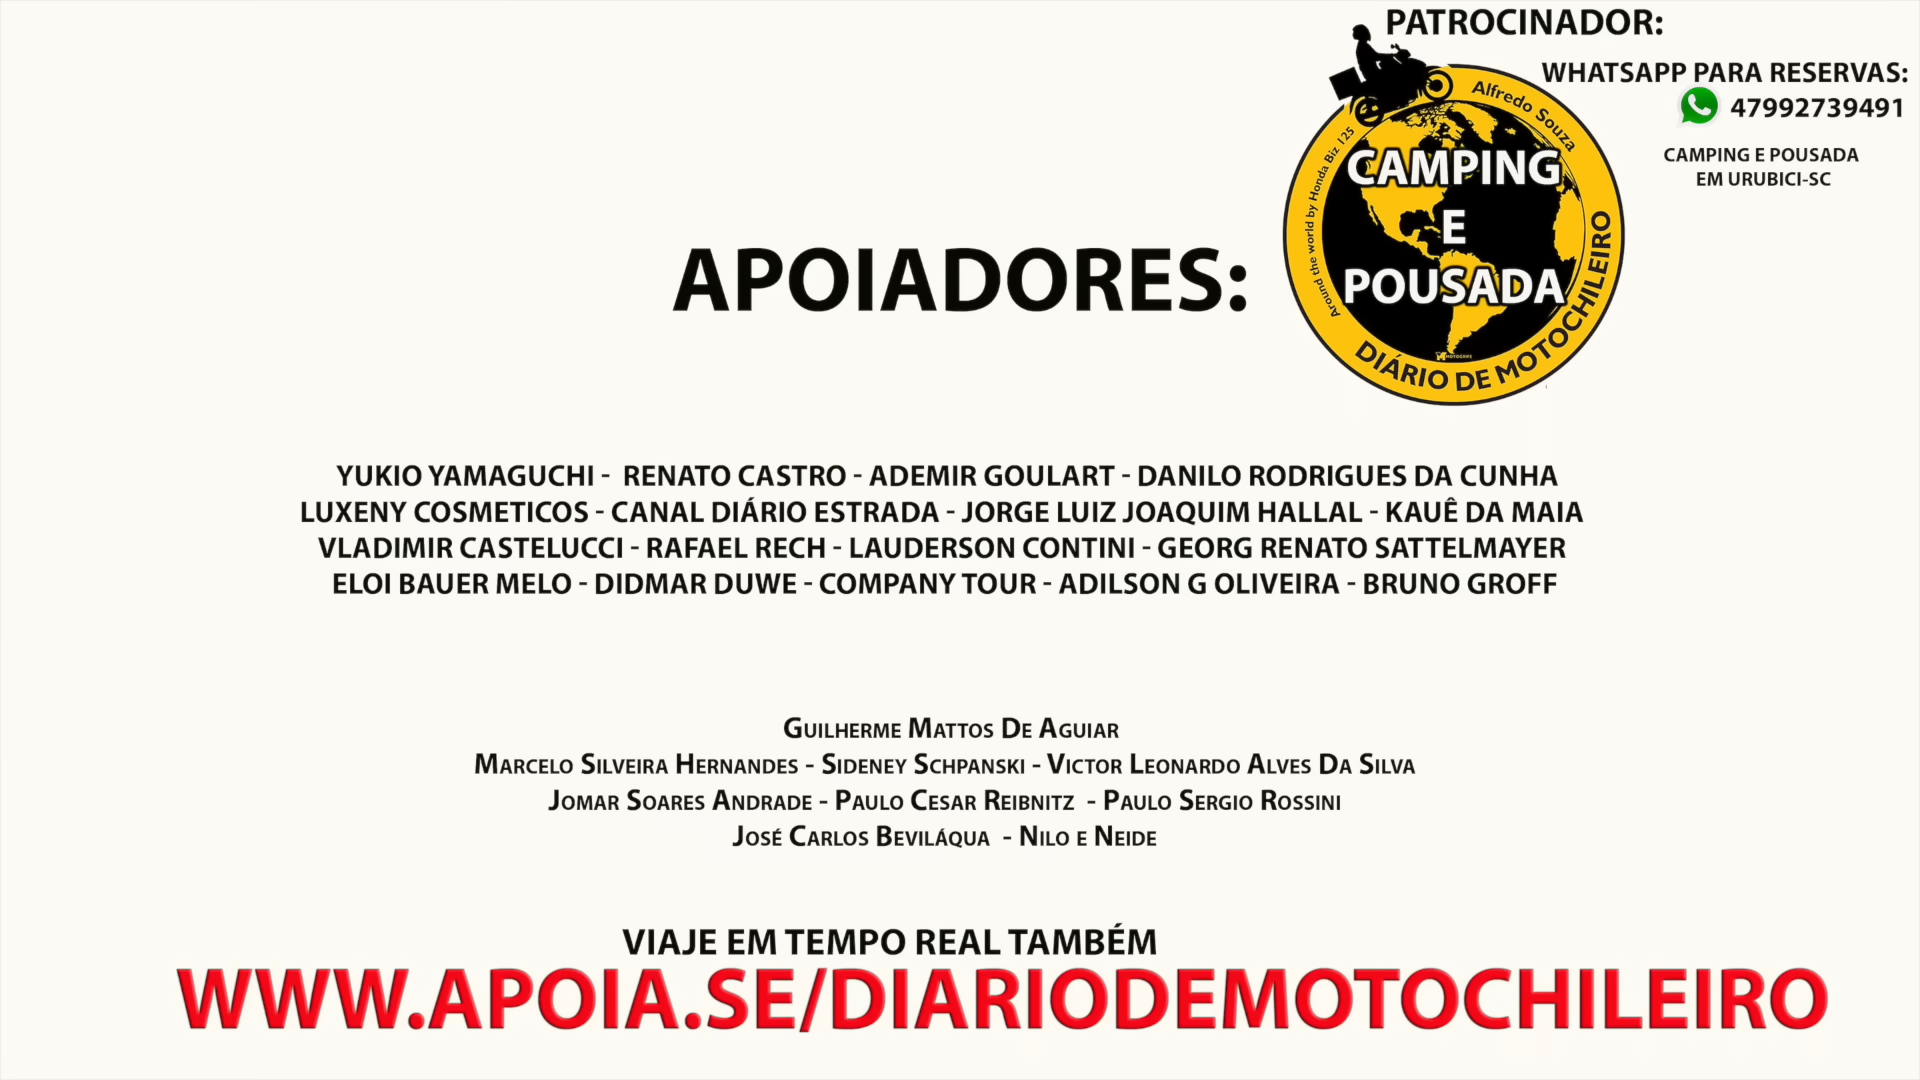 PATROCINADOR:
WHATSAPP PARA RESERVAS:
47992739491
CAMPING E POUSADA
EM URUBICI-SC
Alfredo Souza
Around the world by Honda Biz 125
CAMPING
E
POUSADA
DIÁRIO DE MOTOCHILEIRO
APOIADORES:
YUKIO YAMAGUCHI - RENATO CASTRO - ADEMIR GOULART - DANILO RODRIGUES DA CUNHA
LUXENY COSMETICOS - CANAL DIÁRIO ESTRADA - JORGE LUIZ JOAQUIM HALLAL - KAUÊ DA MAIA
VLADIMIR CASTELUCCI - RAFAEL RECH - LAUDERSON CONTINI - GEORG RENATO SATTELMAYER
ELOI BAUER MELO - DIDMAR DUWE - COMPANY TOUR - ADILSON G OLIVEIRA - BRUNO GROFF
Guilherme Mattos De Aguiar
Marcelo Silveira Hernandes - Sideney Schpanski - Victor Leonardo Alves Da Silva
Jomar Soares Andrade - Paulo Cesar Reibnitz - Paulo Sergio Rossini
José Carlos Beviláqua - Nilo e Neide
VIAJE EM TEMPO REAL TAMBÉM
WWW.APOIA.SE/DIARIODEMOTOCHILEIRO